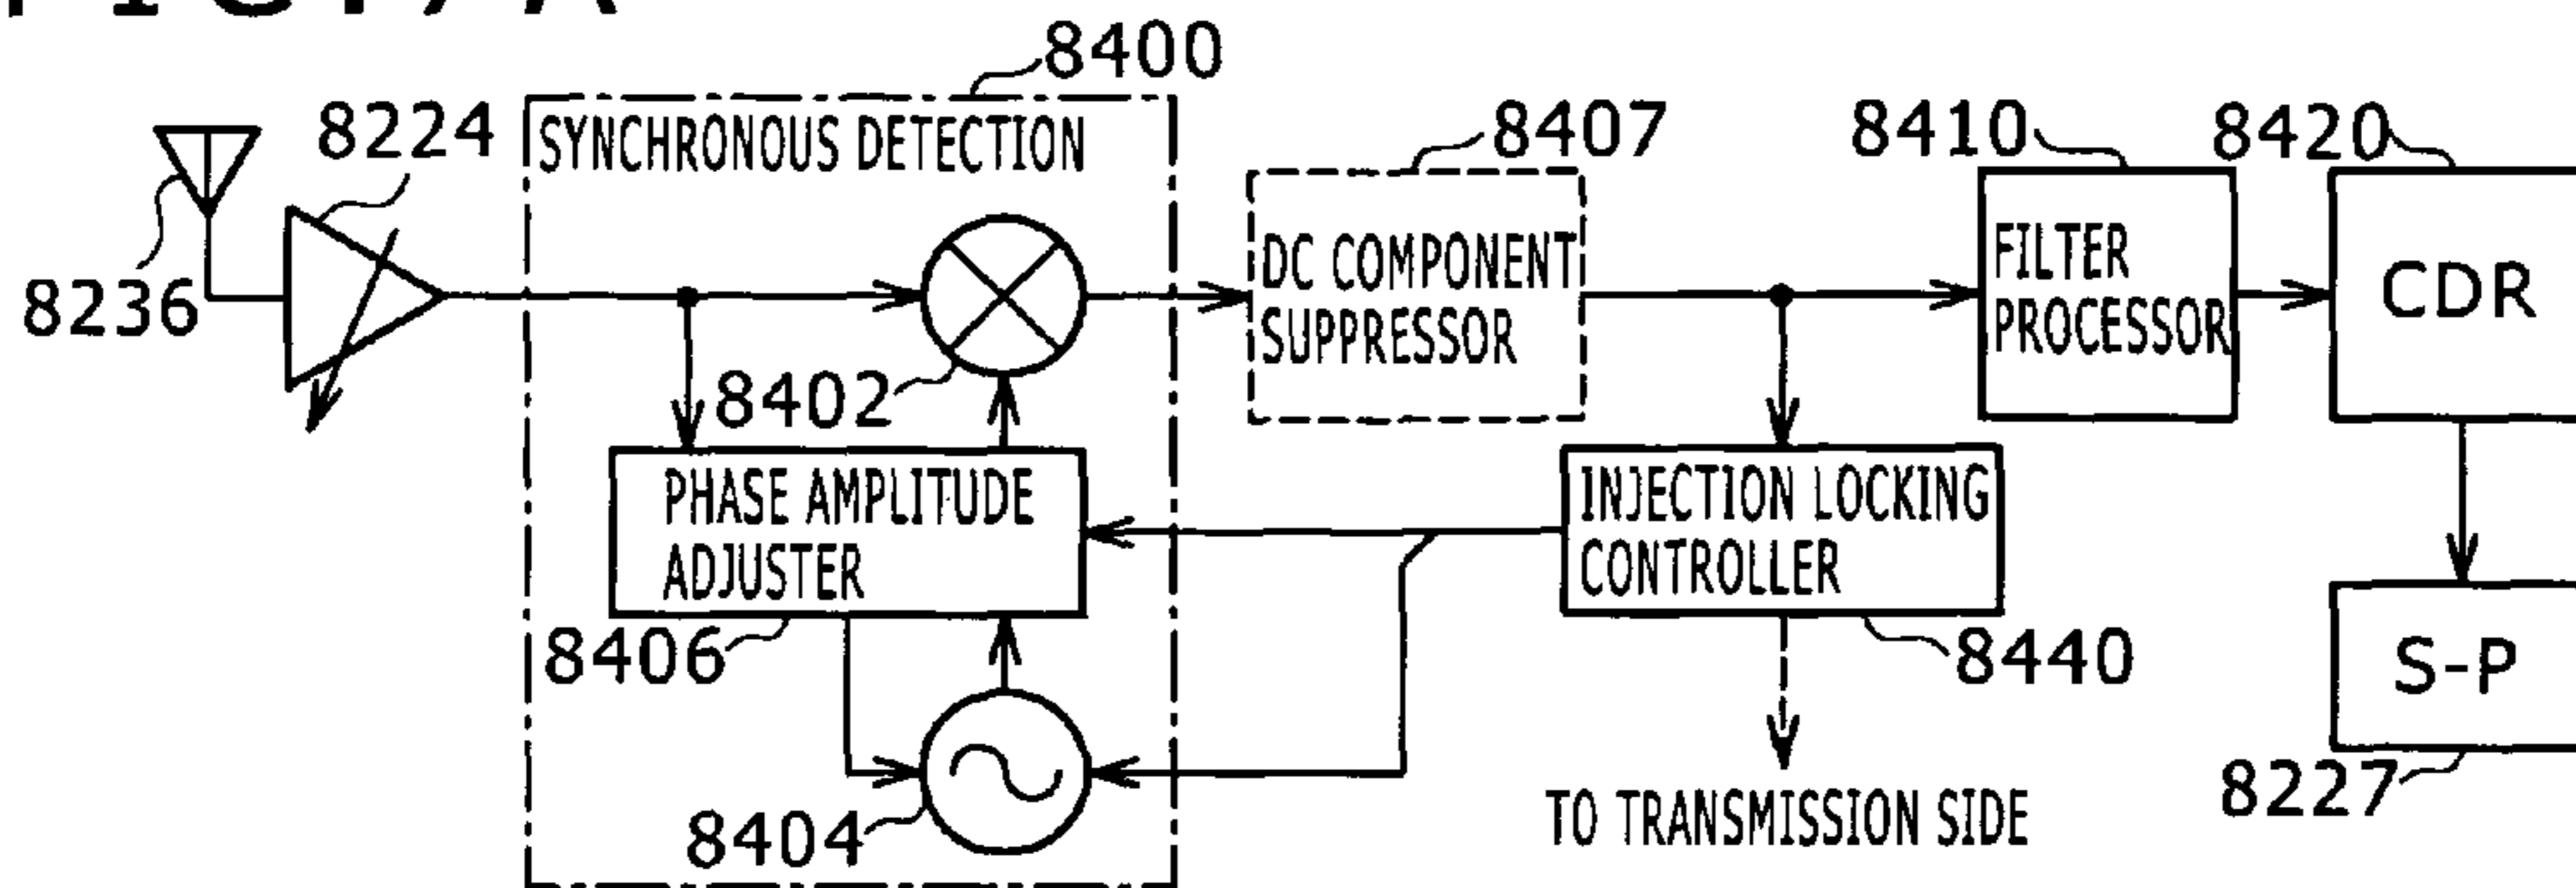 8400
8224
SYNCHRONOUS DETECTION
8407
8410
8420
DC COMPONENT
SUPPRESSOR
FILTER
PROCESSOR
CDR
8236
8402
PHASE AMPLITUDE
ADJUSTER
INJECTION LOCKING
CONTROLLER
8406
8440
S-P
8404
TO TRANSMISSION SIDE
8227